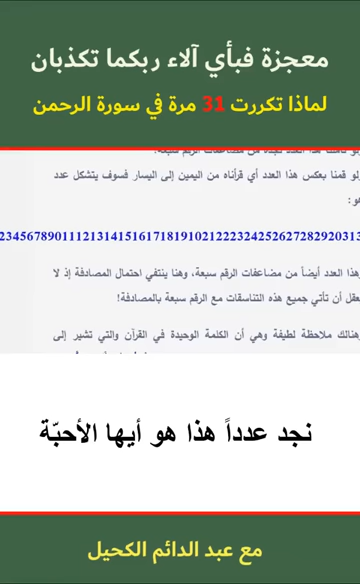 معجزة فبأي آلاء ربكما تكذبان
لماذا تكررت 31 مرة في سورة الرحمن
لو قمنا بعكس هذا العدد أي قرأناه من اليمين إلى اليسار فسوف يتشكل عدد
هو:
2345678901112131415161718191021222324252627282920313
هذا العدد أيضاً من مضاعفات الرقم سبعة، وهنا ينتفي احتمال المصادفة إذ لا
عقل أن تأتي جميع هذه التناسقات مع الرقم سبعة بالمصادفة!
هنالك ملاحظة لطيفة وهي أن الكلمة الوحيدة في القرآن والتي تشير إلى
نجد عدداً هذا هو أيها الأحبّة
مع عبد الدائم الكحيل